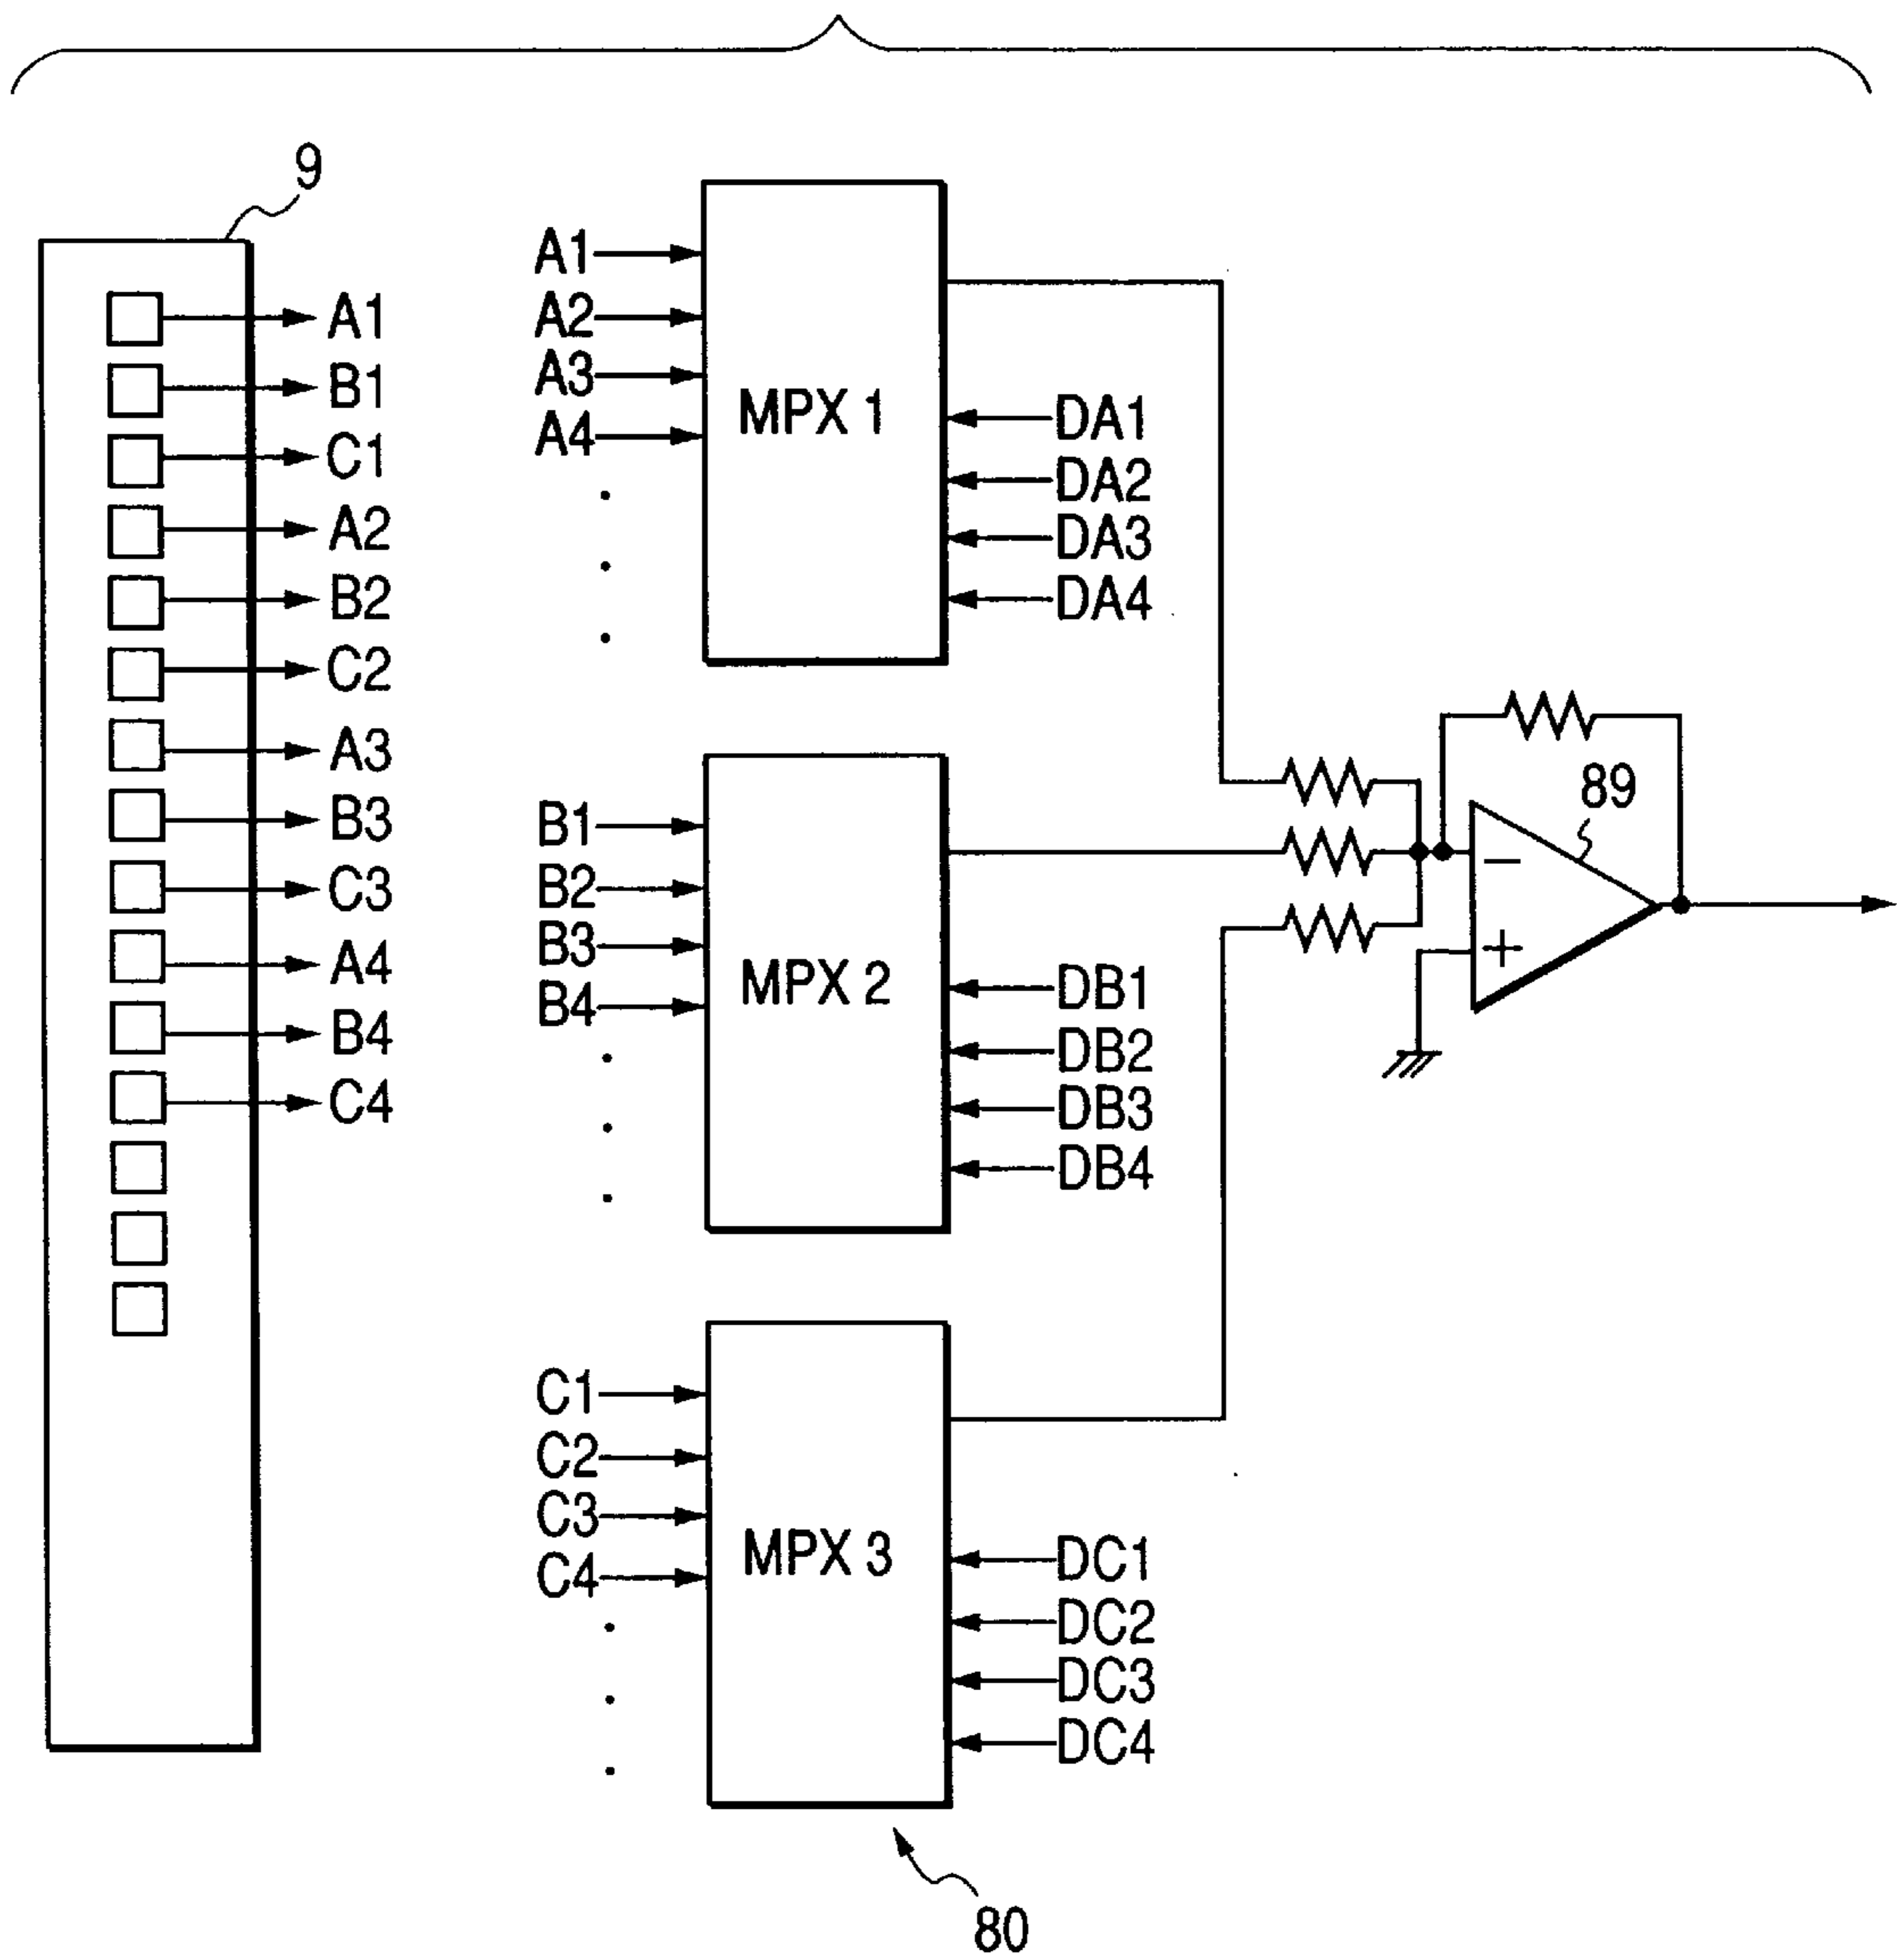 9
A1
B1
C1
A2
B2
C2
A3
B3
C3
A4
B4
C4
A1
A2
A3
A4
MPX 1
DA1
DA2
DA3
DA4
B1
B2
B3
B4
MPX 2
DB1
DB2
DB3
DB4
C1
C2
C3
C4
MPX 3
DC1
DC2
DC3
DC4
89
−
+
80